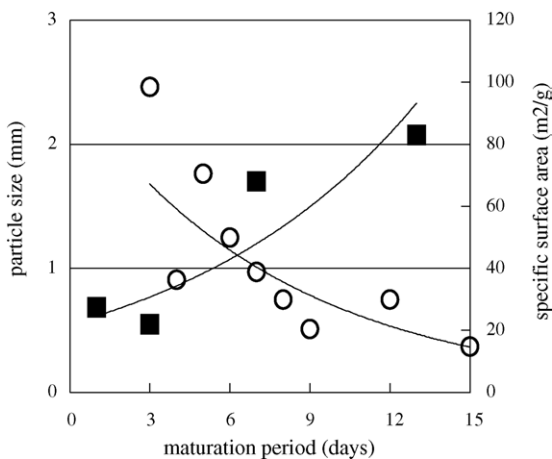 3
2
1
0
particle size (mm)
120
100
80
60
40
20
0
specific surface area (m2/g)
0 3 6 9 12 15
maturation period (days)